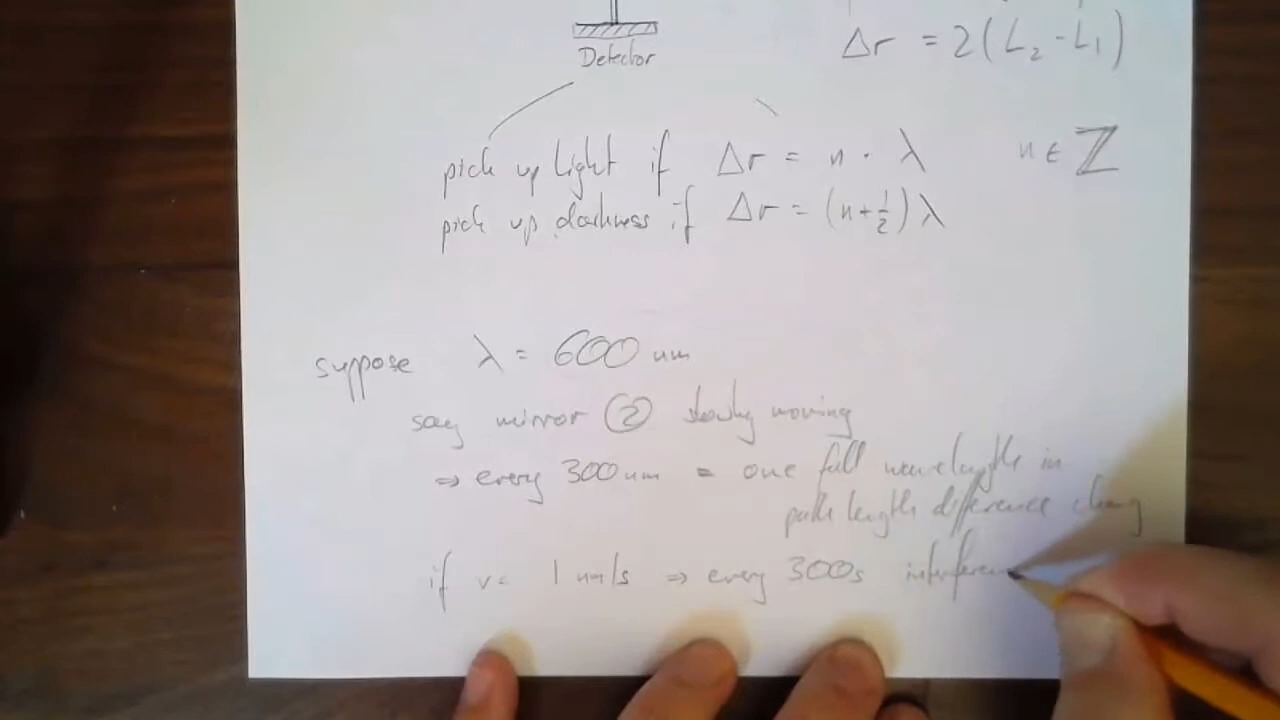 Detector
Δr = 2(L₂ - L₁)
pick up light if Δr = n · λ n ∈ ℤ
pick up darkness if Δr = (n+½)λ
suppose λ = 600 nm
say mirror ② slowly moving
⇒ every 300 nm = one full wavelength in
path length difference
if v = 1 nm/s ⇒ every 300s